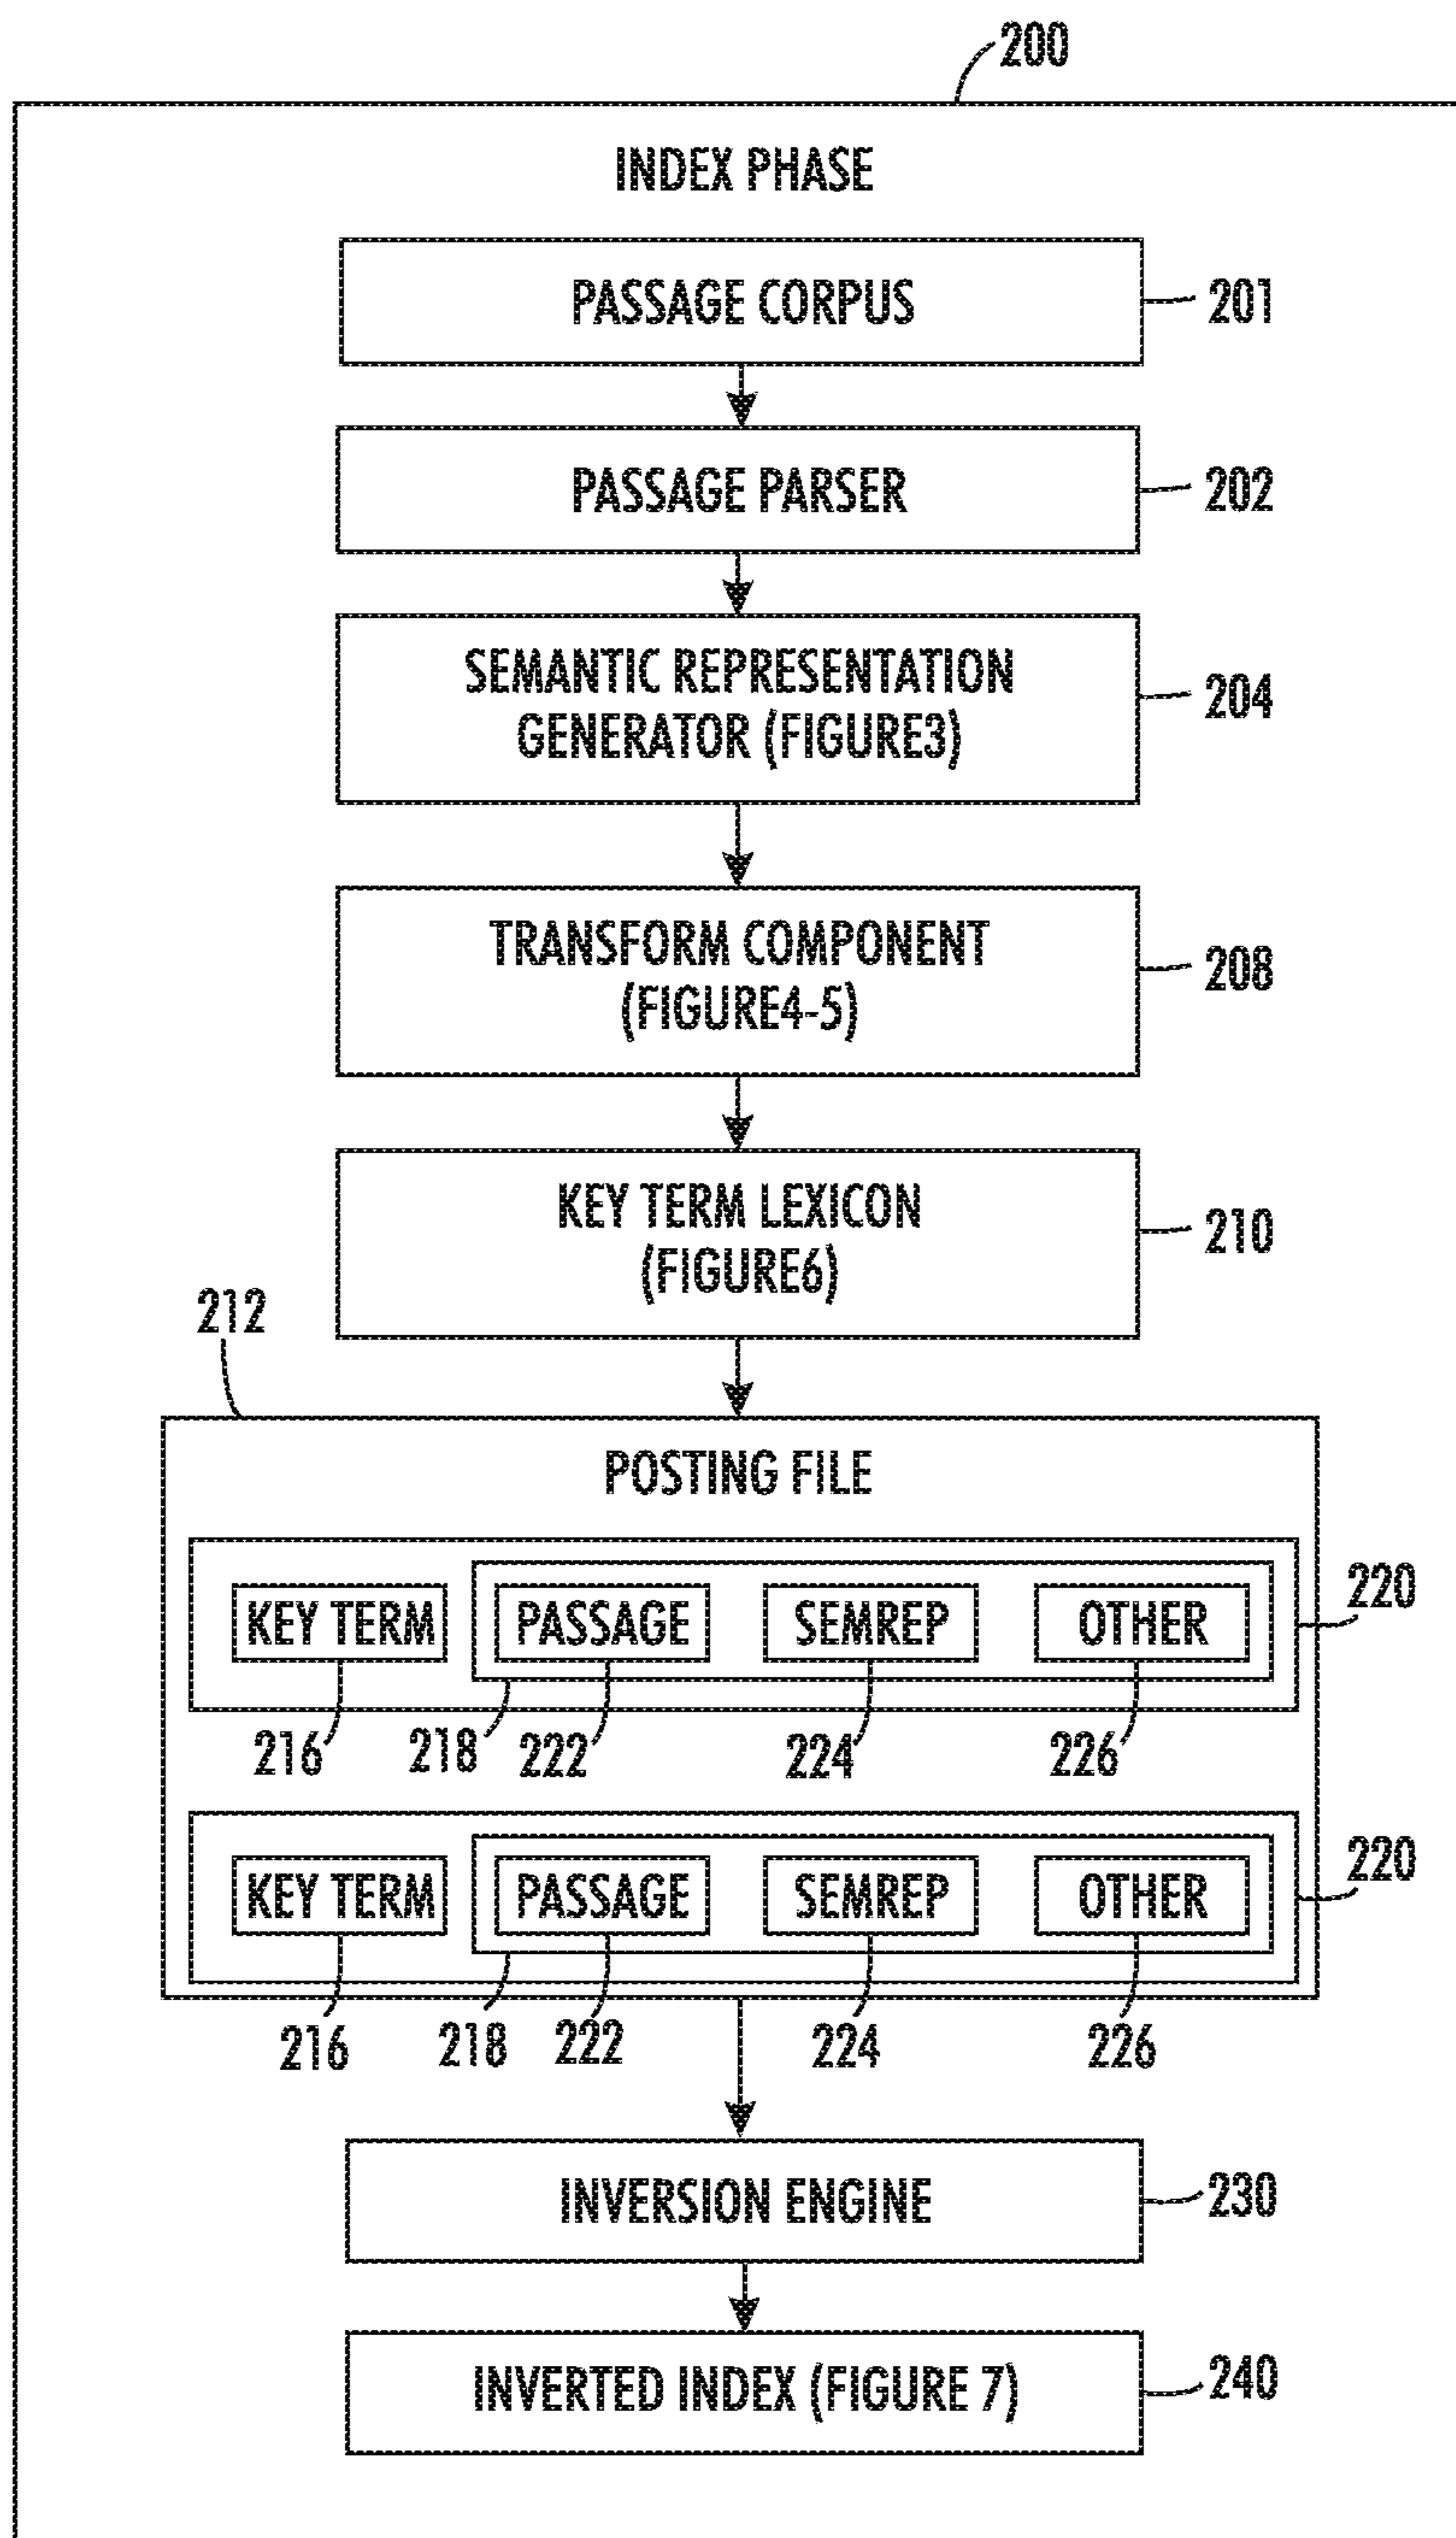 200
INDEX PHASE
PASSAGE CORPUS
201
PASSAGE PARSER
202
SEMANTIC REPRESENTATION
GENERATOR (FIGURE3)
204
TRANSFORM COMPONENT
(FIGURE4-5)
208
KEY TERM LEXICON
(FIGURE6)
210
212
POSTING FILE
KEY TERM PASSAGE SEMREP OTHER
220
216 218 222 224 226
KEY TERM PASSAGE SEMREP OTHER
220
216 218 222 224 226
INVERSION ENGINE
230
INVERTED INDEX (FIGURE 7)
240